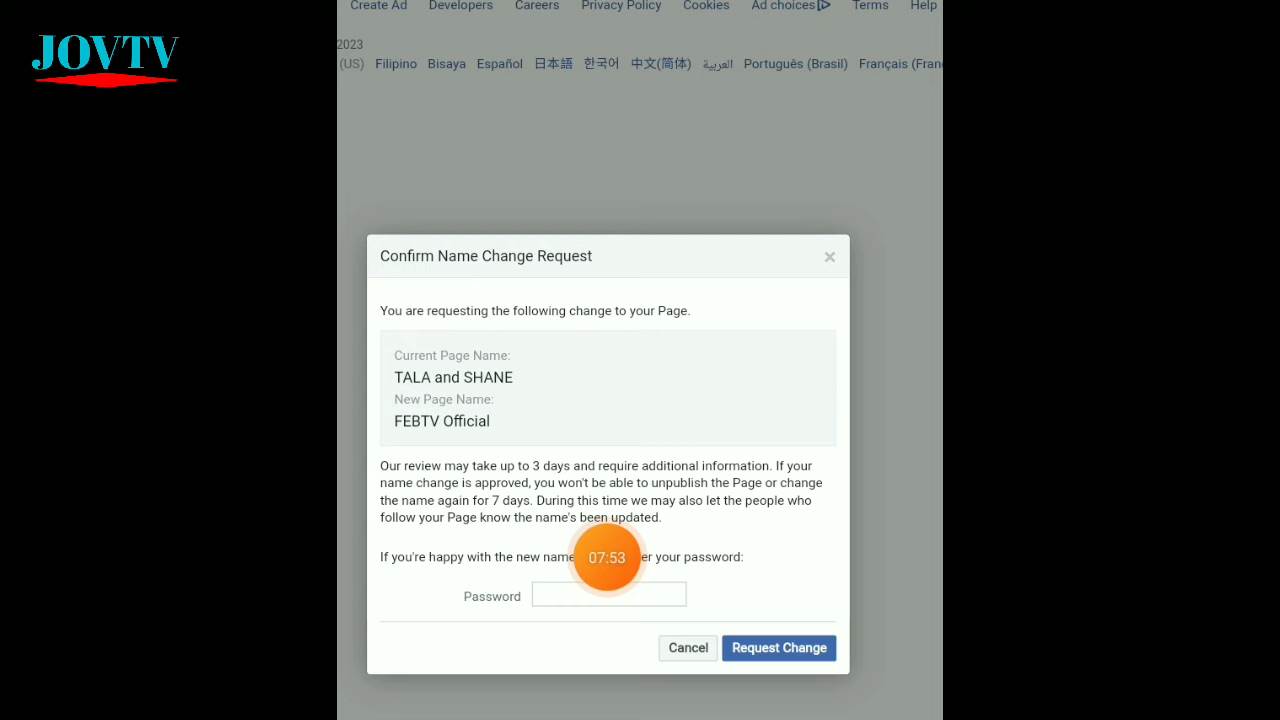 JOVTV
Create Ad Developers Careers Privacy Policy Cookies Ad choices Terms Help
2023
(US) Filipino Bisaya Español 日本語 한국어 中文(简体) العربية Português (Brasil) Français (Fran
Confirm Name Change Request
You are requesting the following change to your Page.
Current Page Name:
TALA and SHANE
New Page Name:
FEBTV Official
Our review may take up to 3 days and require additional information. If your
name change is approved, you won't be able to unpublish the Page or change
the name again for 7 days. During this time we may also let the people who
follow your Page know the name's been updated.
If you're happy with the new name 07:53 er your password:
Password
Cancel Request Change